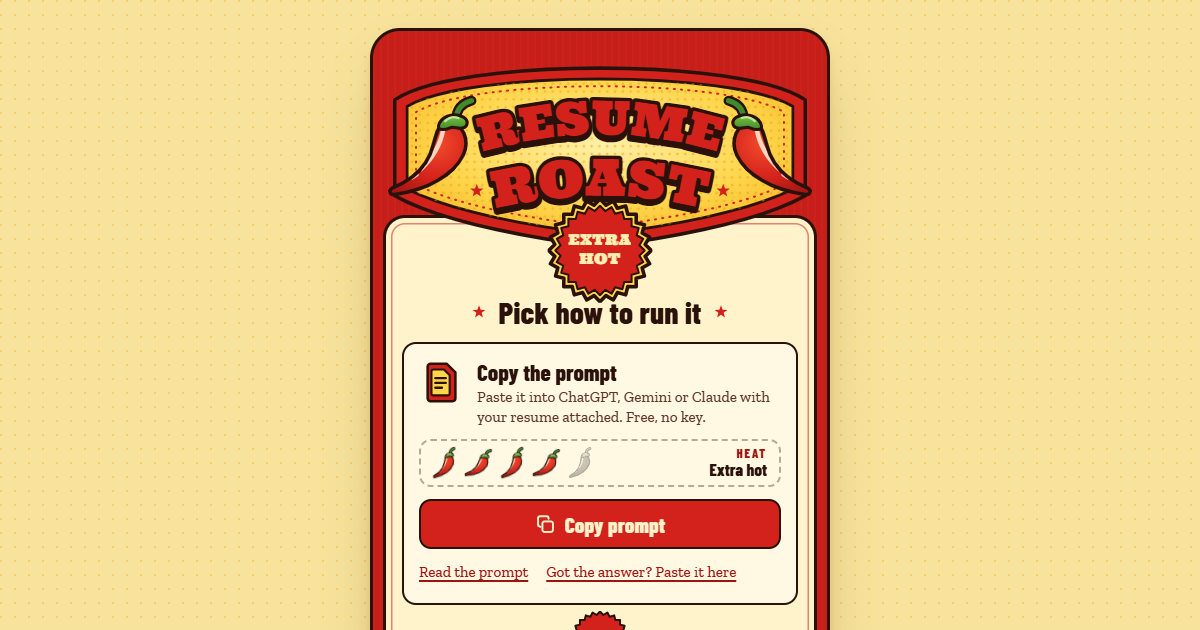 RESUME
ROAST
EXTRA
HOT
Pick how to run it
Copy the prompt
Paste it into ChatGPT, Gemini or Claude with
your resume attached. Free, no key.
HEAT
Extra hot
Copy prompt
Read the prompt Got the answer? Paste it here